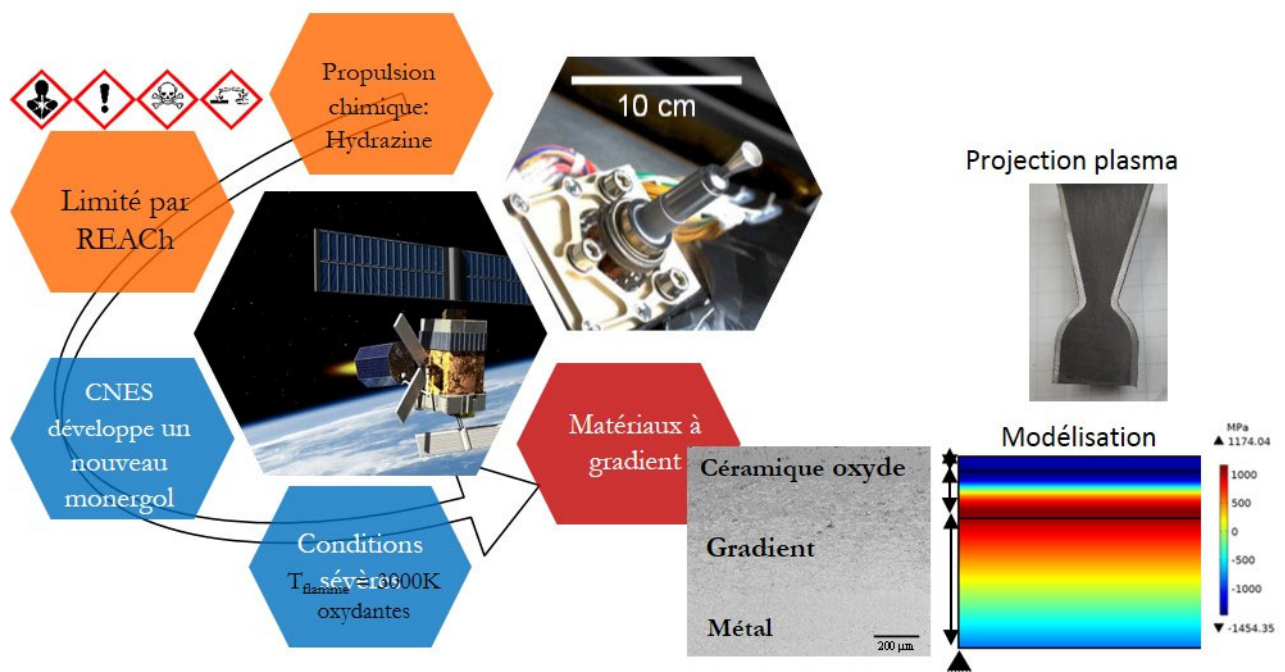 Propulsion
chimique:
Hydrazine
10 cm
Limité par
REACh
Projection plasma
CNES
développe un
nouveau
monergol
Matériaux à
gradient
Conditions
sévères
Tflamme = 3000K
oxydantes
Céramique oxyde
Gradient
Métal
200 µm
Modélisation
MPa
▲ 1174.04
1000
500
0
-500
-1000
▼ -1454.35